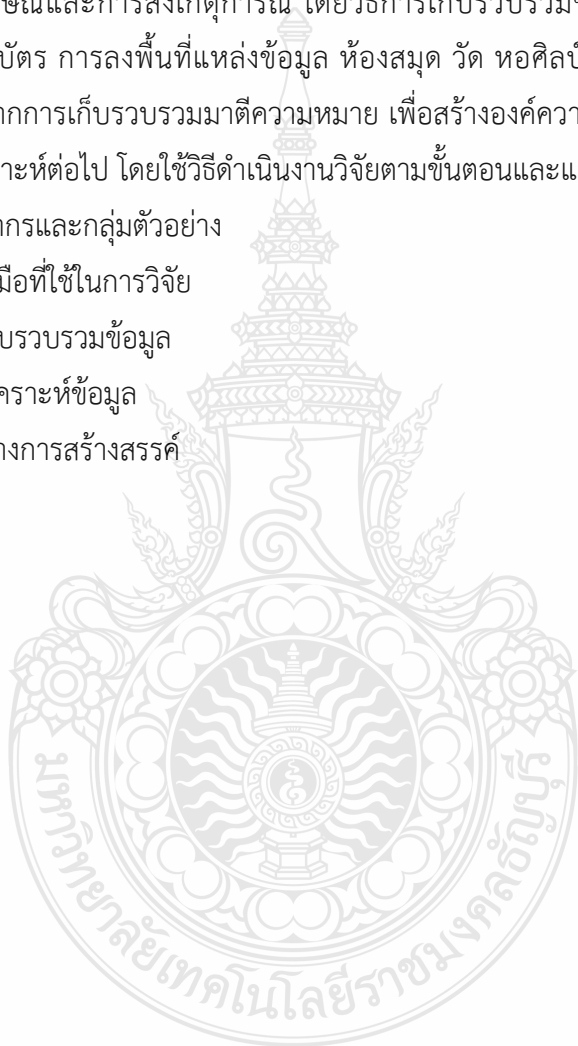 ษณ์และการสังเกตุการณ์ โดยวิธีการเก็บรวบรวมข
บัตร การลงพื้นที่แหล่งข้อมูล ห้องสมุด วัด หอศิลป์
ากการเก็บรวบรวมมาตีความหมาย เพื่อสร้างองค์ควา
ราะห์ต่อไป โดยใช้วิธีดำเนินงานวิจัยตามขั้นตอนและแ
ากรและกลุ่มตัวอย่าง
มือที่ใช้ในการวิจัย
บรวบรวมข้อมูล
คราะห์ข้อมูล
างการสร้างสรรค์
มหาวิทยาลัยเทคโนโลยีราชมงคลธัญบุรี